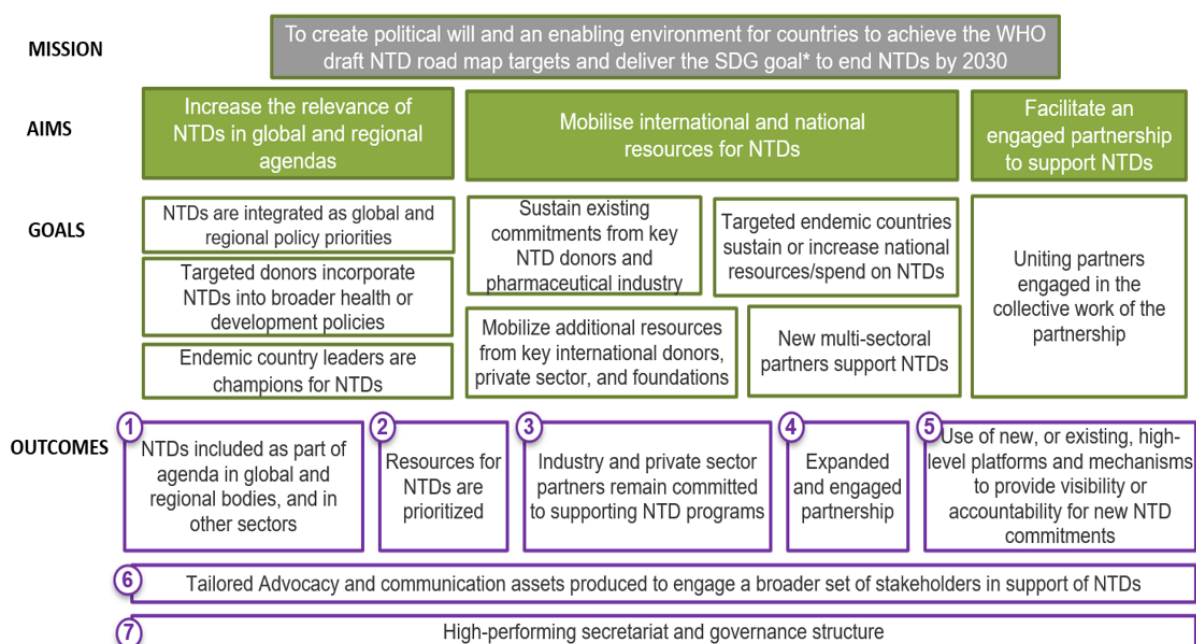 MISSION
To create political will and an enabling environment for countries to achieve the WHO
draft NTD road map targets and deliver the SDG goal* to end NTDs by 2030
AIMS
Increase the relevance of
NTDs in global and regional
agendas
Mobilise international and national
resources for NTDs
Facilitate an
engaged partnership
to support NTDs
GOALS
NTDs are integrated as global and
regional policy priorities
Targeted donors incorporate
NTDs into broader health or
development policies
Endemic country leaders are
champions for NTDs
Sustain existing
commitments from key
NTD donors and
pharmaceutical industry
Mobilize additional resources
from key international donors,
private sector, and foundations
Targeted endemic countries
sustain or increase national
resources/spend on NTDs
New multi-sectoral
partners support NTDs
Uniting partners
engaged in the
collective work of the
partnership
OUTCOMES
1
NTDs included as part of
agenda in global and
regional bodies, and in
other sectors
2
Resources for
NTDs are
prioritized
3
Industry and private sector
partners remain committed
to supporting NTD programs
4
Expanded
and engaged
partnership
5
Use of new, or existing, high-
level platforms and mechanisms
to provide visibility or
accountability for new NTD
commitments
6
Tailored Advocacy and communication assets produced to engage a broader set of stakeholders in support of NTDs
7
High-performing secretariat and governance structure